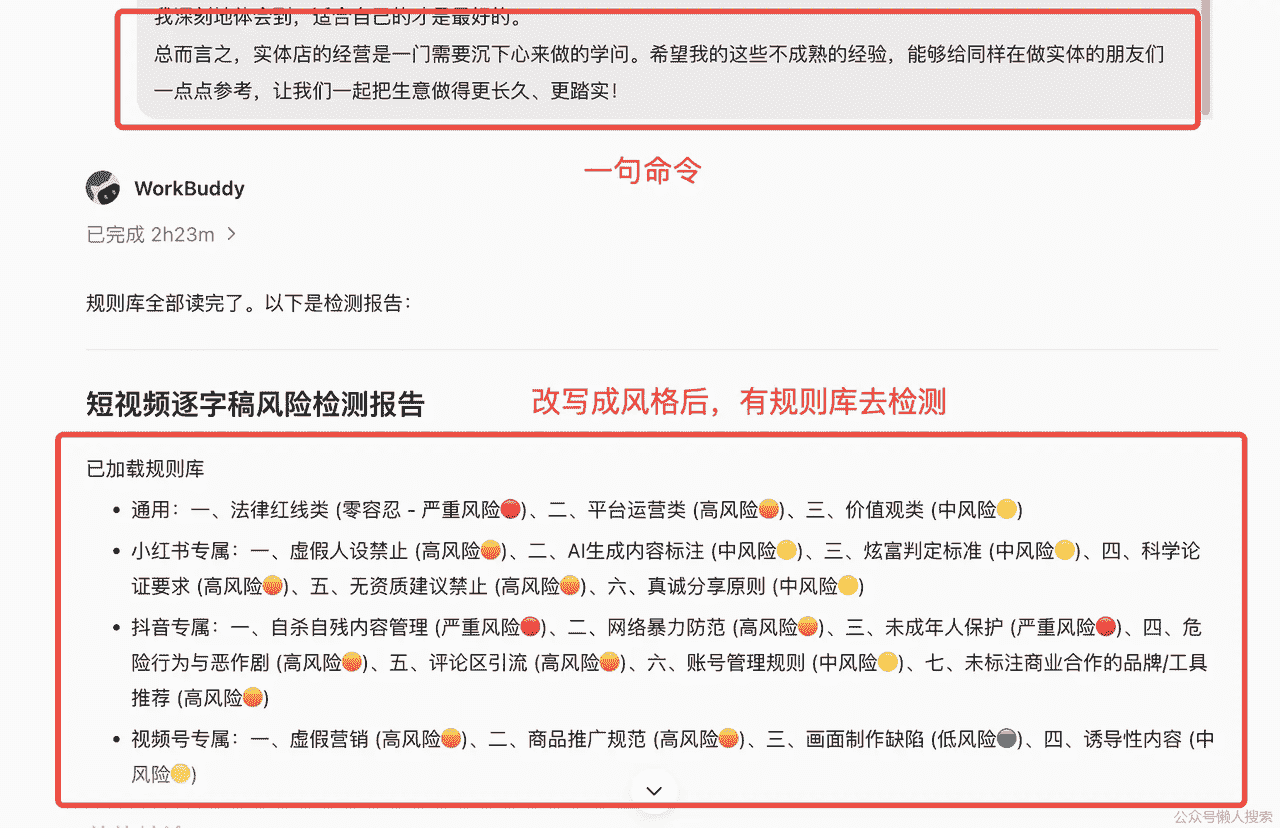 我深刻地体会到，适合自己的才是最好的。
总而言之，实体店的经营是一门需要沉下心来做的学问。希望我的这些不成熟的经验，能够给同样在做实体的朋友们
一点点参考，让我们一起把生意做得更长久、更踏实！
一句命令
WorkBuddy
已完成 2h23m
规则库全部读完了。以下是检测报告：
短视频逐字稿风险检测报告
改写成风格后，有规则库去检测
已加载规则库
• 通用：一、法律红线类 (零容忍 - 严重风险🔴)、二、平台运营类 (高风险🟠)、三、价值观类 (中风险🟡)
• 小红书专属：一、虚假人设禁止 (高风险🟠)、二、AI生成内容标注 (中风险🟡)、三、炫富判定标准 (中风险🟡)、四、科学论
证要求 (高风险🟠)、五、无资质建议禁止 (高风险🟠)、六、真诚分享原则 (中风险🟡)
• 抖音专属：一、自杀自残内容管理 (严重风险🔴)、二、网络暴力防范 (高风险🟠)、三、未成年人保护 (严重风险🔴)、四、危
险行为与恶作剧 (高风险🟠)、五、评论区引流 (高风险🟠)、六、账号管理规则 (中风险🟡)、七、未标注商业合作的品牌/工具
推荐 (高风险🟠)
• 视频号专属：一、虚假营销 (高风险🟠)、二、商品推广规范 (高风险🟠)、三、画面制作缺陷 (低风险⚫)、四、诱导性内容 (中
风险🟡)
公众号懒人搜索